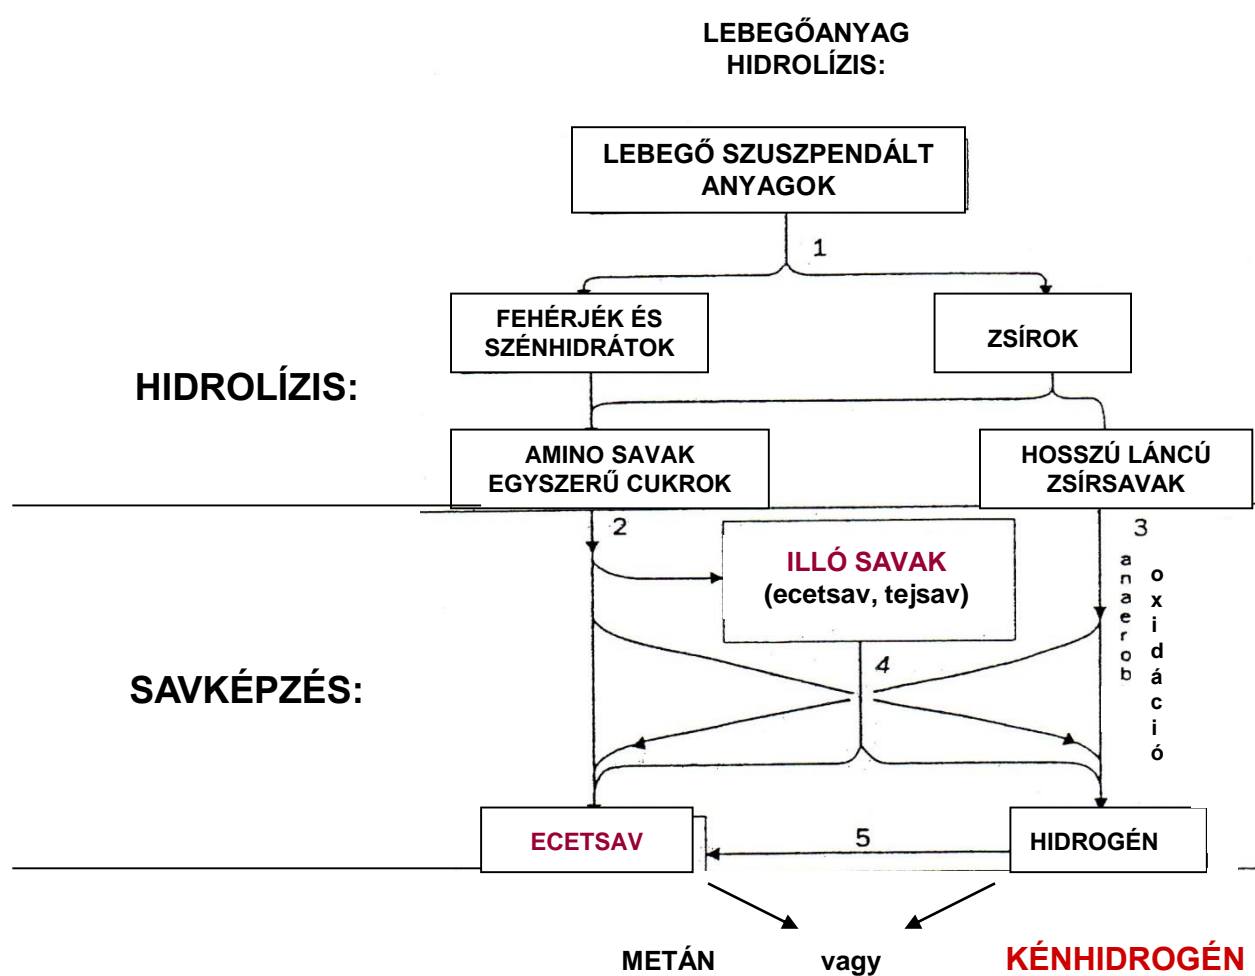 LEBEGŐANYAG
HIDROLÍZIS:
LEBEGŐ SZUSZPENDÁLT
ANYAGOK
1
FEHÉRJÉK ÉS
SZÉNHIDRÁTOK
ZSÍROK
HIDROLÍZIS:
AMINO SAVAK
EGYSZERŰ CUKROK
HOSSZÚ LÁNCÚ
ZSÍRSAVAK
2
ILLÓ SAVAK
(ecetsav, tejsav)
3
anaerob
oxidáció
4
SAVKÉPZÉS:
ECETSAV
5
HIDROGÉN
METÁN vagy KÉNHIDROGÉN